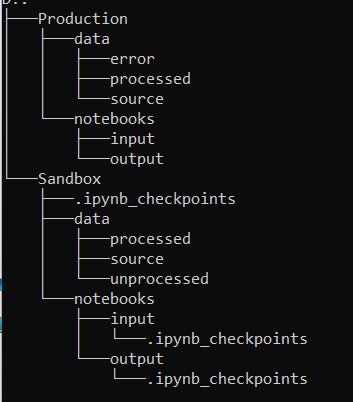 D:.
├───Production
│   ├───data
│   │   ├───error
│   │   ├───processed
│   │   └───source
│   └───notebooks
│       ├───input
│       └───output
└───Sandbox
    ├───.ipynb_checkpoints
    ├───data
    │   ├───processed
    │   ├───source
    │   └───unprocessed
    └───notebooks
        ├───input
        │   └───.ipynb_checkpoints
        └───output
            └───.ipynb_checkpoints